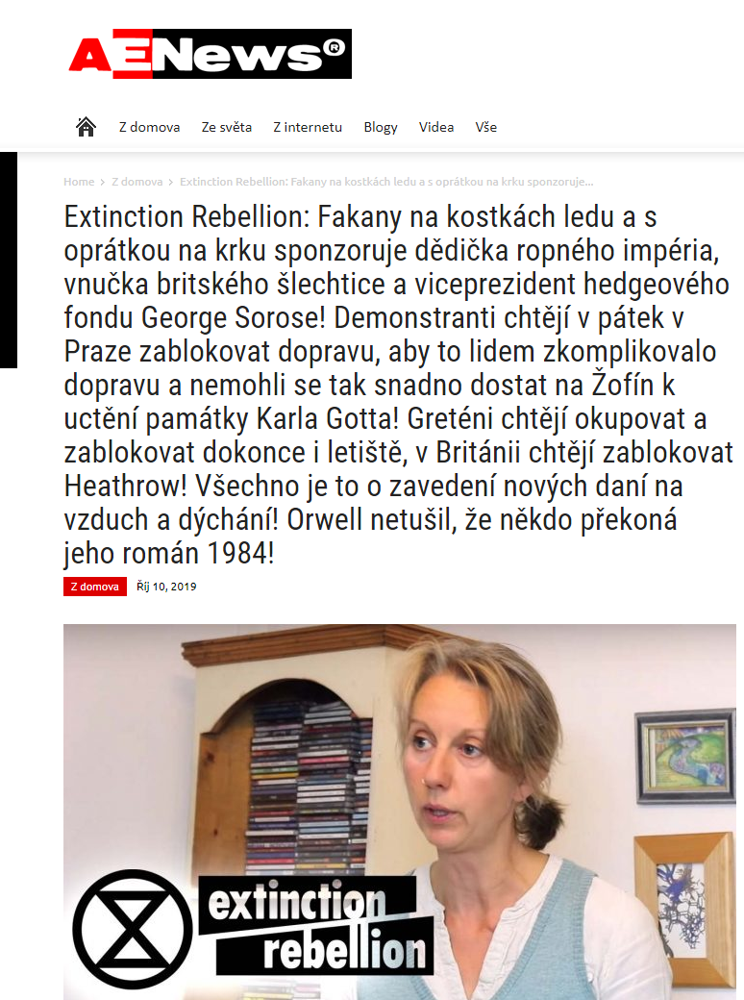 AENews®
Z domova Ze světa Z internetu Blogy Videa Vše
Home > Z domova > Extinction Rebellion: Fakany na kostkách ledu a s oprátkou na krku sponzoruje...
Extinction Rebellion: Fakany na kostkách ledu a s
oprátkou na krku sponzoruje dědička ropného impéria,
vnučka britského šlechtice a viceprezident hedgeového
fondu George Sorose! Demonstranti chtějí v pátek v
Praze zablokovat dopravu, aby to lidem zkomplikovalo
dopravu a nemohli se tak snadno dostat na Žofín k
uctění památky Karla Gotta! Greténi chtějí okupovat a
zablokovat dokonce i letiště, v Británii chtějí zablokovat
Heathrow! Všechno je to o zavedení nových daní na
vzduch a dýchání! Orwell netušil, že někdo překoná
jeho román 1984!
Z domova Říj 10, 2019
extinction
rebellion